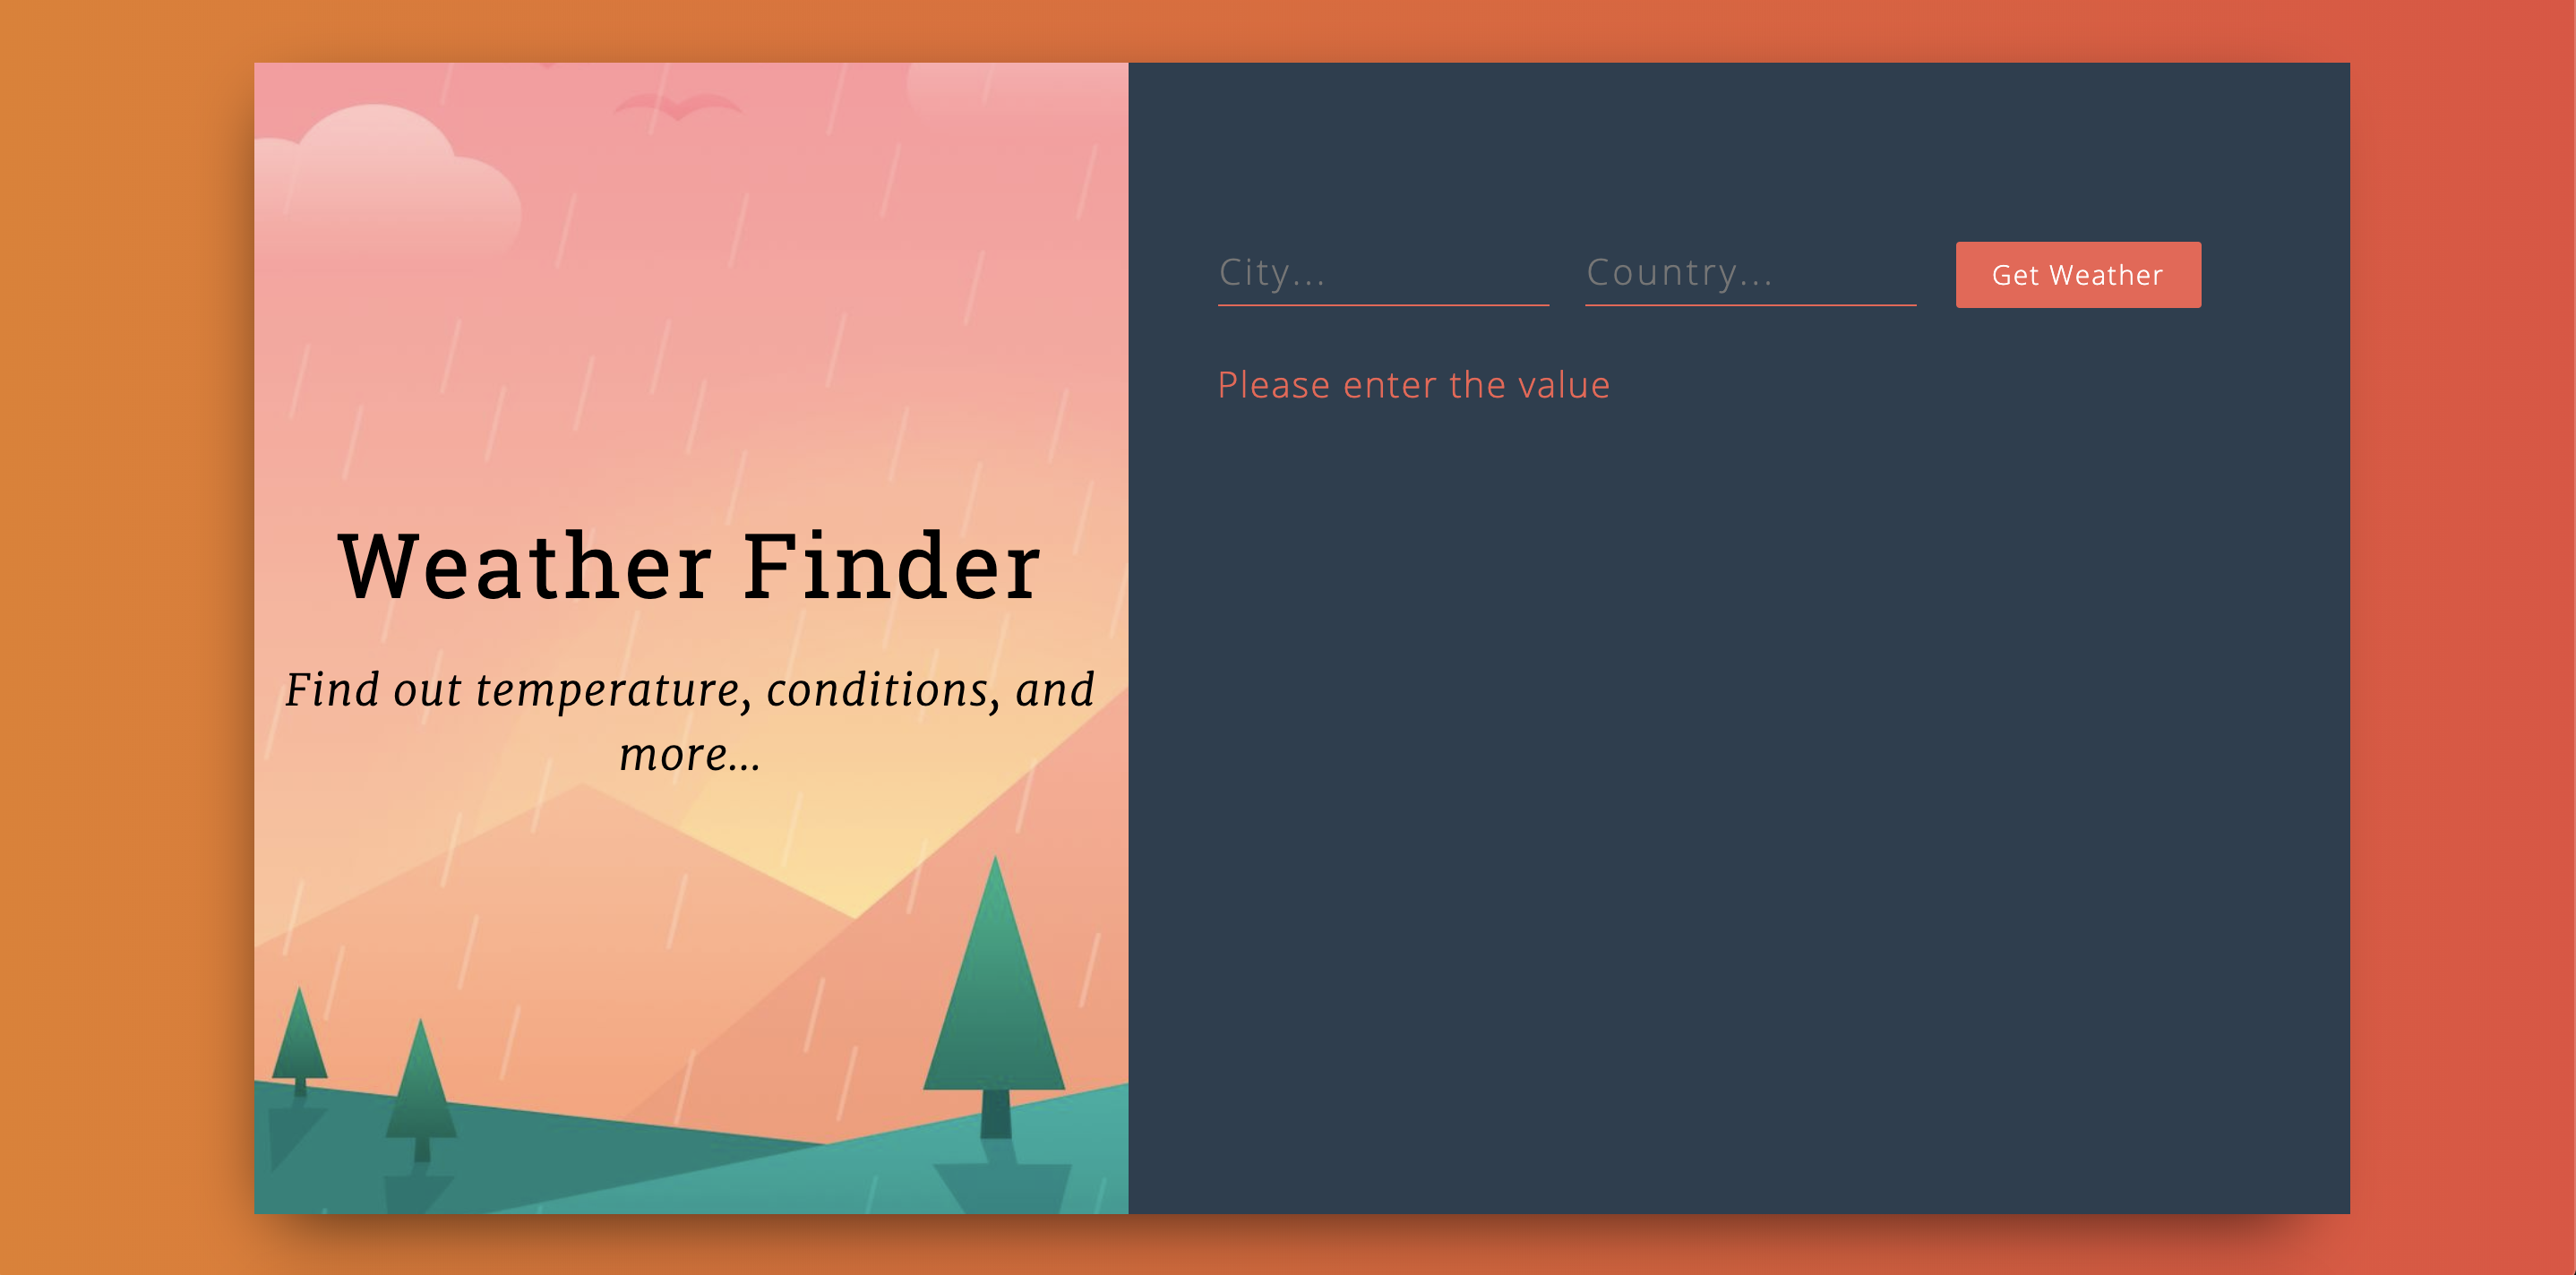 Weather Finder
Find out temperature, conditions, and
more...
City...
Country...
Get Weather
Please enter the value